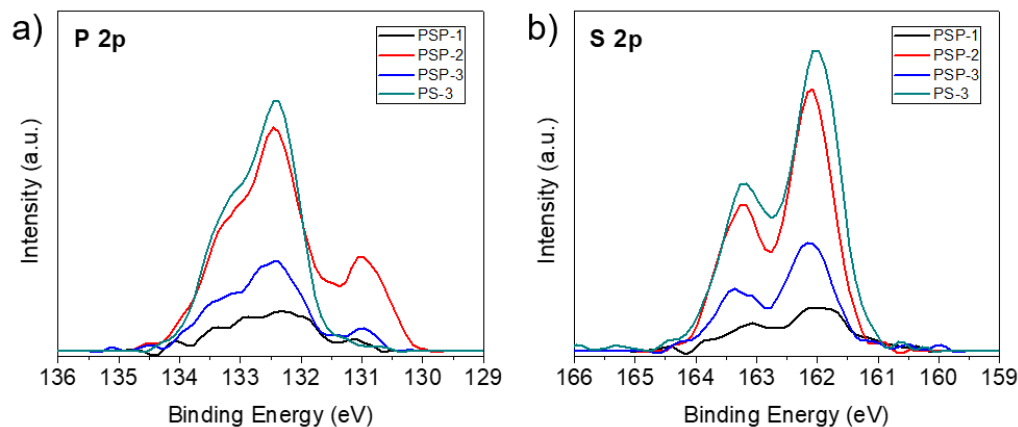 a)
P 2p
PSP-1
PSP-2
PSP-3
PS-3
Intensity (a.u.)
136 135 134 133 132 131 130 129
Binding Energy (eV)
b)
S 2p
PSP-1
PSP-2
PSP-3
PS-3
Intensity (a.u.)
166 165 164 163 162 161 160 159
Binding Energy (eV)